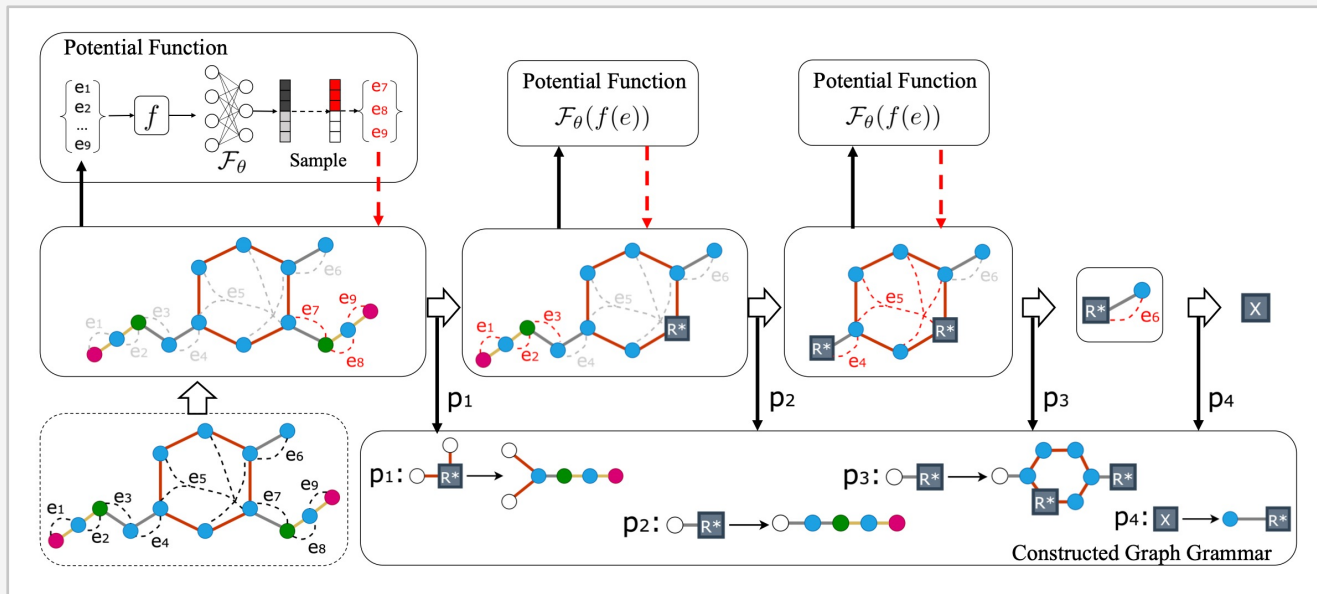 Potential Function
e1
e2
...
e9
f
Fθ
Sample
e7
e8
e9
Potential Function
Fθ(f(e))
Potential Function
Fθ(f(e))
e1
e2
e3
e4
e5
e6
e7
e8
e9
e1
e2
e3
e4
e5
e6
R*
e4
e5
e6
R*
R*
R*
e6
X
p1
p2
p3
p4
e1
e2
e3
e4
e5
e6
e7
e8
e9
p1: R*
p2: R*
p3: R* R* R*
p4: X R*
Constructed Graph Grammar